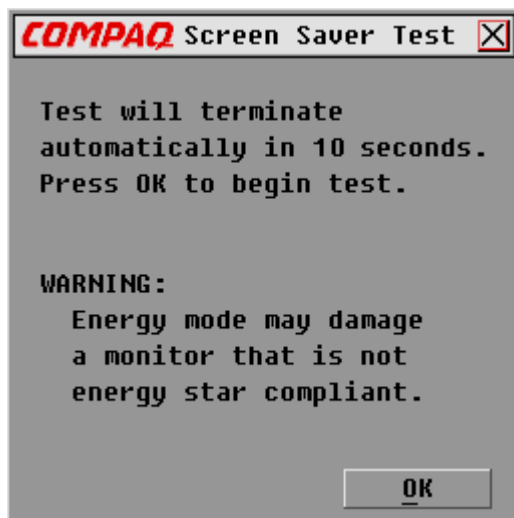 COMPAQ Screen Saver Test
Test will terminate
automatically in 10 seconds.
Press OK to begin test.
WARNING:
Energy mode may damage
a monitor that is not
energy star compliant.
OK